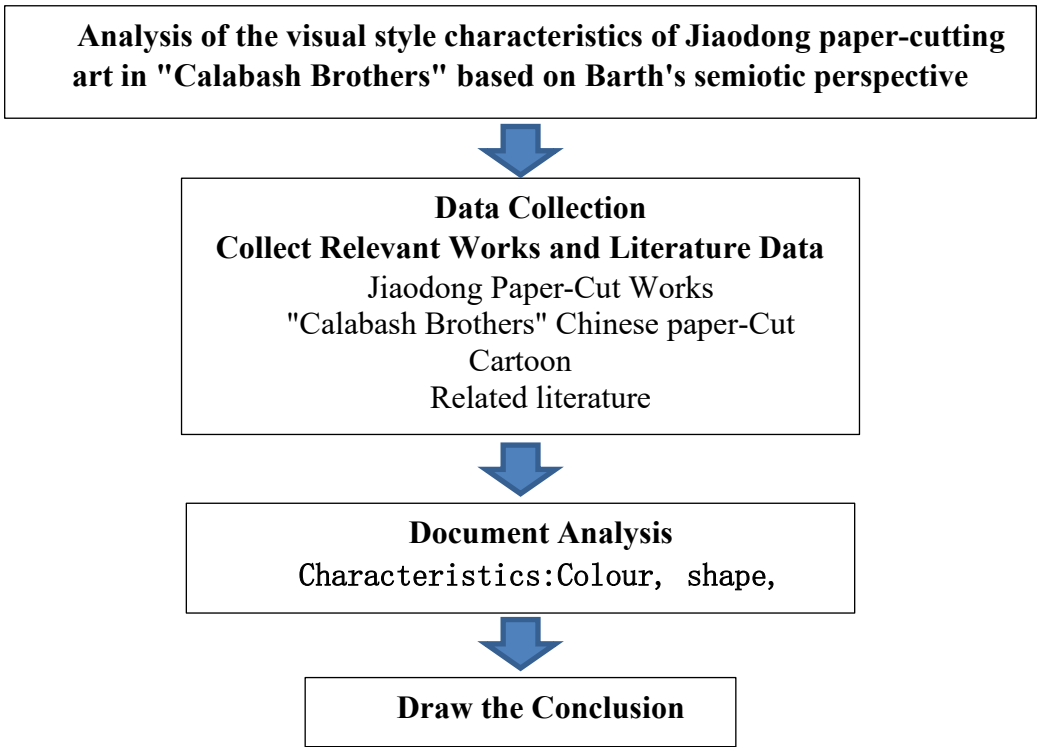 Analysis of the visual style characteristics of Jiaodong paper-cutting
art in "Calabash Brothers" based on Barth's semiotic perspective
Data Collection
Collect Relevant Works and Literature Data
Jiaodong Paper-Cut Works
"Calabash Brothers" Chinese paper-Cut
Cartoon
Related literature
Document Analysis
Characteristics:Colour, shape,
Draw the Conclusion